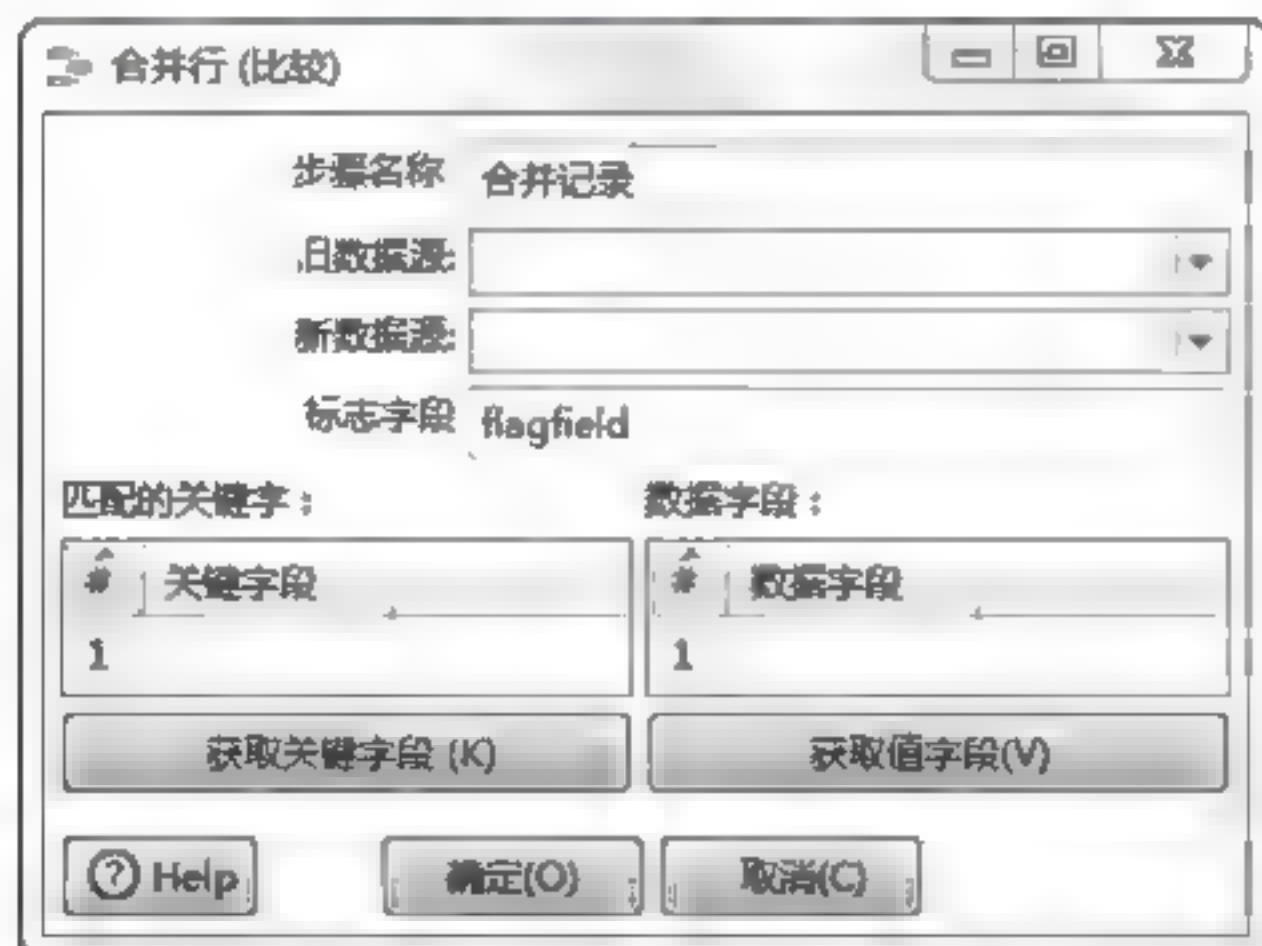 合并行 (比较)
步骤名称 合并记录
旧数据源:
新数据源:
标志字段 flagfield
匹配的关键字： 数据字段：
# 关键字段 # 数据字段
1 1
获取关键字段 (K) 获取值字段(V)
Help 确定(O) 取消(C)